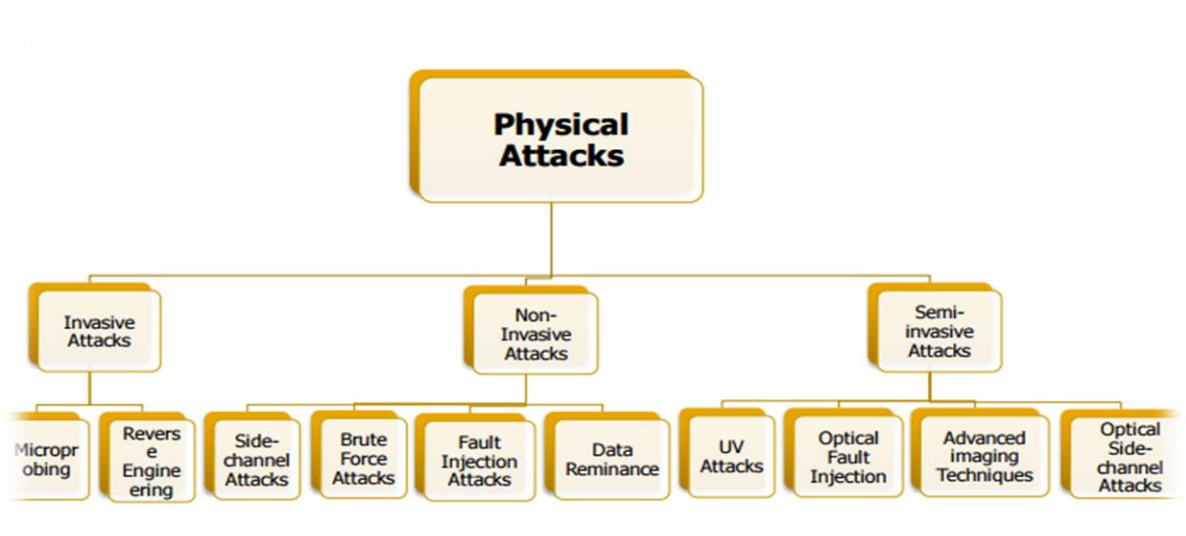 Physical
Attacks
Invasive
Attacks
Non-
Invasive
Attacks
Semi-
invasive
Attacks
Micropr
obing
Revers
e
Engine
ering
Side-
channel
Attacks
Brute
Force
Attacks
Fault
Injection
Attacks
Data
Reminance
UV
Attacks
Optical
Fault
Injection
Advanced
imaging
Techniques
Optical
Side-
channel
Attacks